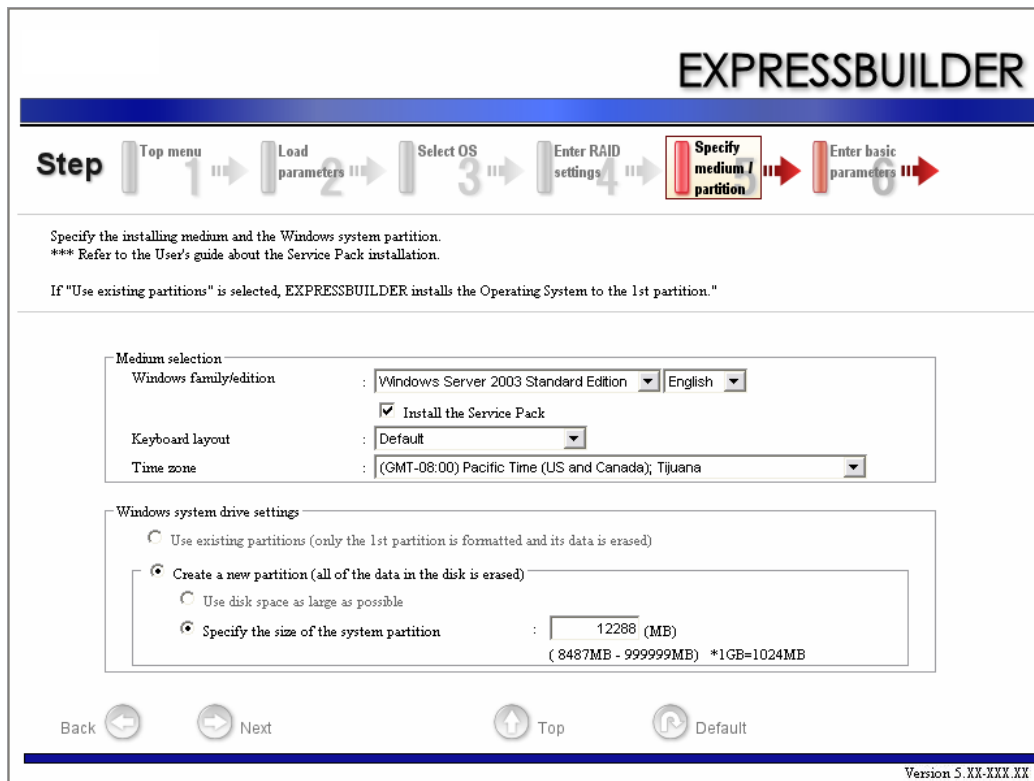 EXPRESSBUILDER
Step
Top menu 1
Load parameters 2
Select OS 3
Enter RAID settings 4
Specify medium / partition 5
Enter basic parameters 6
Specify the installing medium and the Windows system partition.
*** Refer to the User's guide about the Service Pack installation.
If "Use existing partitions" is selected, EXPRESSBUILDER installs the Operating System to the 1st partition."
Medium selection
Windows family/edition : Windows Server 2003 Standard Edition English
Install the Service Pack
Keyboard layout : Default
Time zone : (GMT-08:00) Pacific Time (US and Canada); Tijuana
Windows system drive settings
Use existing partitions (only the 1st partition is formatted and its data is erased)
Create a new partition (all of the data in the disk is erased)
Use disk space as large as possible
Specify the size of the system partition : 12288 (MB)
( 8487MB - 999999MB) *1GB=1024MB
Back Next Top Default
Version 5.XX-XXX.XX